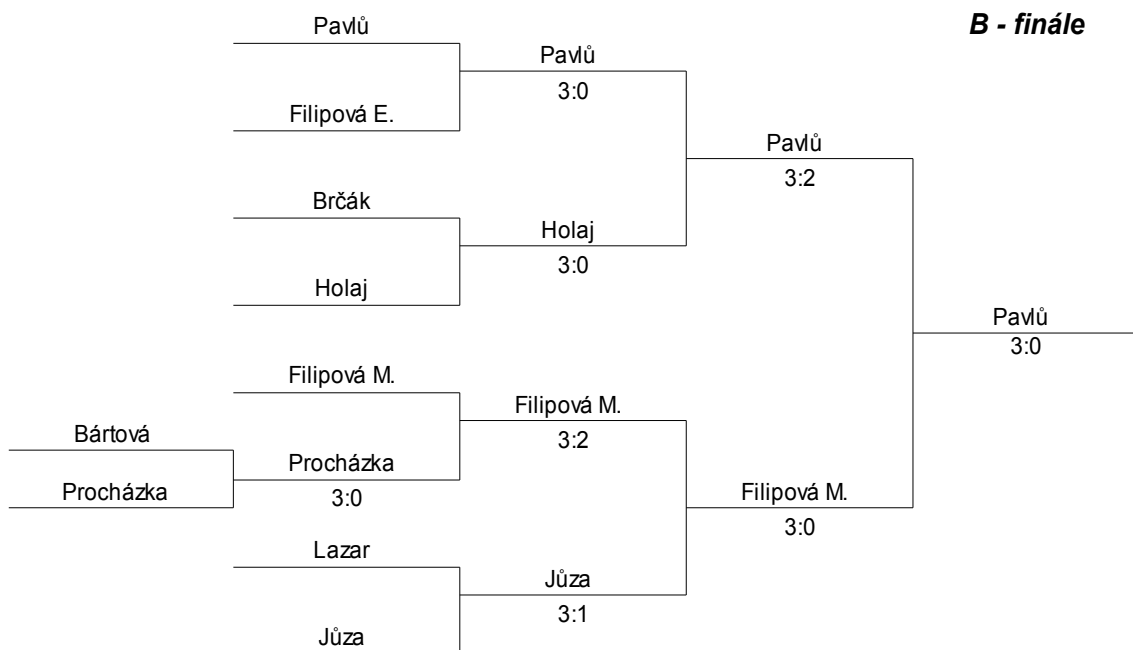 B - finále
Pavlů
Pavlů
3:0
Filipová E.
Pavlů
3:2
Brčák
Holaj
3:0
Holaj
Pavlů
3:0
Filipová M.
Filipová M.
3:2
Bártová
Procházka
3:0
Procházka
Filipová M.
3:0
Lazar
Jůza
3:1
Jůza